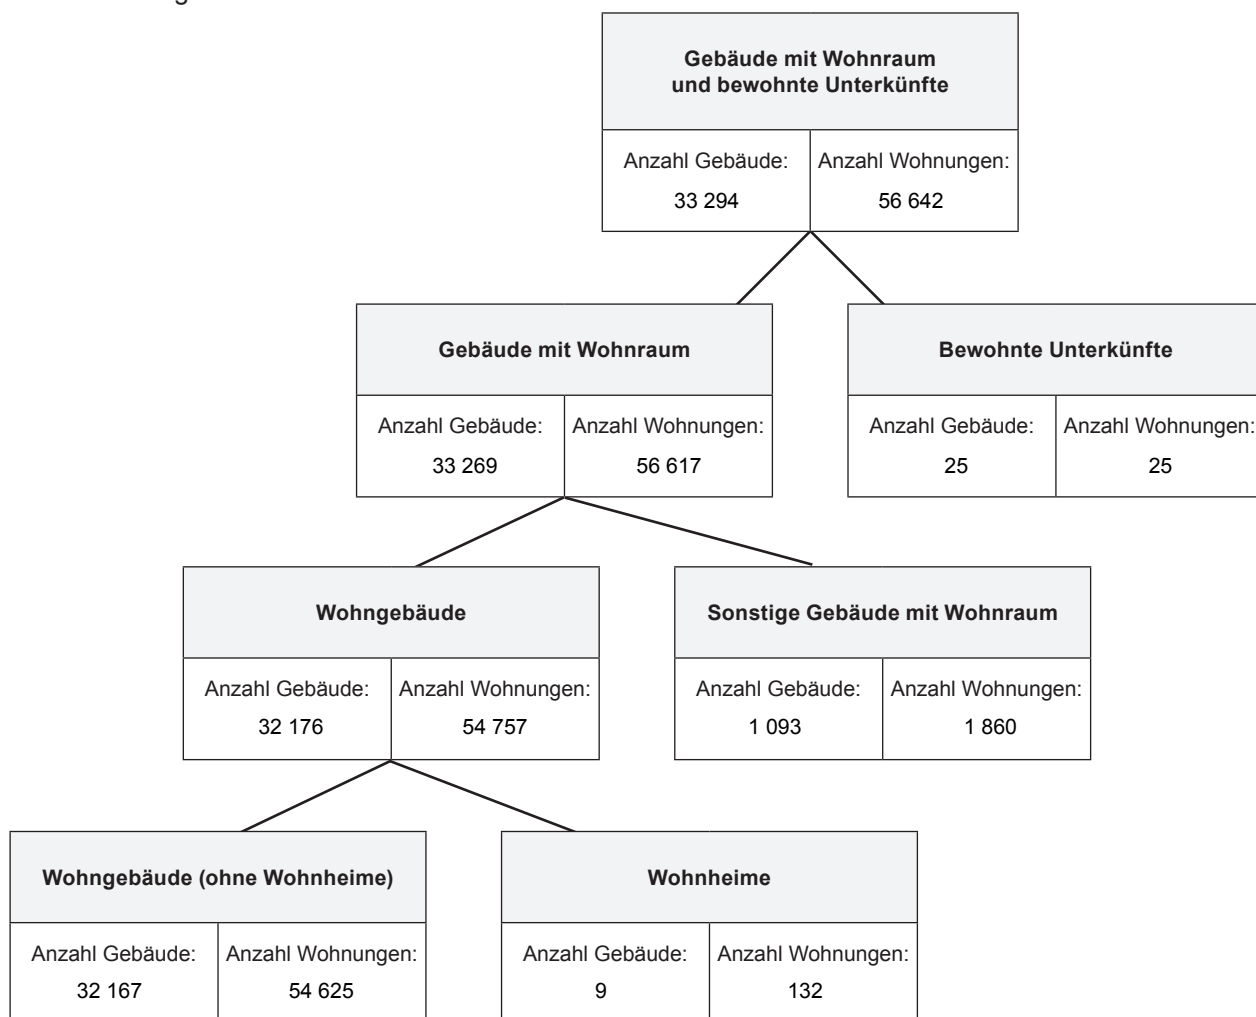 Gebäude mit Wohnraum
und bewohnte Unterkünfte
Anzahl Gebäude: Anzahl Wohnungen:
33 294 56 642
Gebäude mit Wohnraum Bewohnte Unterkünfte
Anzahl Gebäude: Anzahl Wohnungen: Anzahl Gebäude: Anzahl Wohnungen:
33 269 56 617 25 25
Wohngebäude Sonstige Gebäude mit Wohnraum
Anzahl Gebäude: Anzahl Wohnungen: Anzahl Gebäude: Anzahl Wohnungen:
32 176 54 757 1 093 1 860
Wohngebäude (ohne Wohnheime) Wohnheime
Anzahl Gebäude: Anzahl Wohnungen: Anzahl Gebäude: Anzahl Wohnungen:
32 167 54 625 9 132